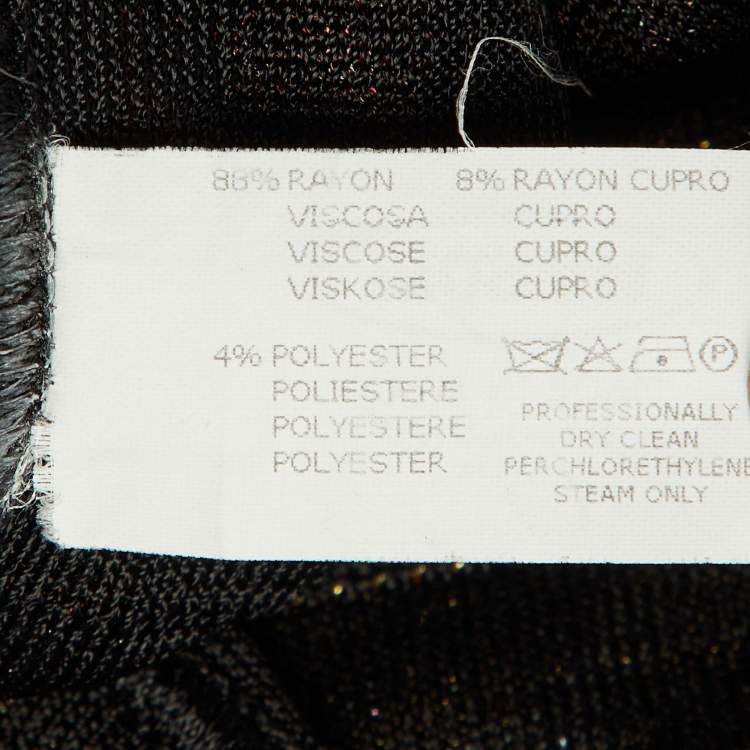 88% RAYON 8% RAYON CUPRO
VISCOSA CUPRO
VISCOSE CUPRO
VISKOSE CUPRO
4% POLYESTER
POLIESTERE
POLYESTERE
POLYESTER
P
PROFESSIONALLY
DRY CLEAN
PERCHLORETHYLENE
STEAM ONLY